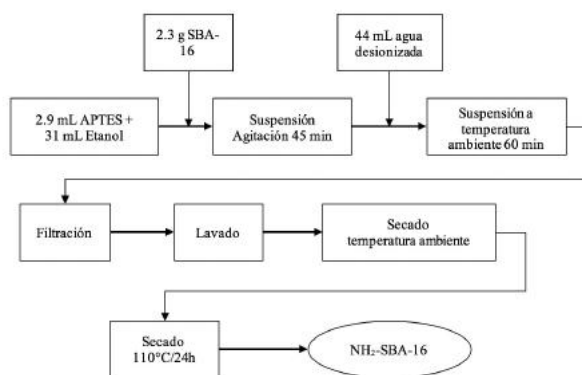 2.3 g SBA-
16
44 mL agua
desionizada
2.9 mL APTES +
31 mL Etanol
Suspensión
Agitación 45 min
Suspensión a
temperatura
ambiente 60 min
Filtración
Lavado
Secado
temperatura ambiente
Secado
110°C/24h
NH₂-SBA-16